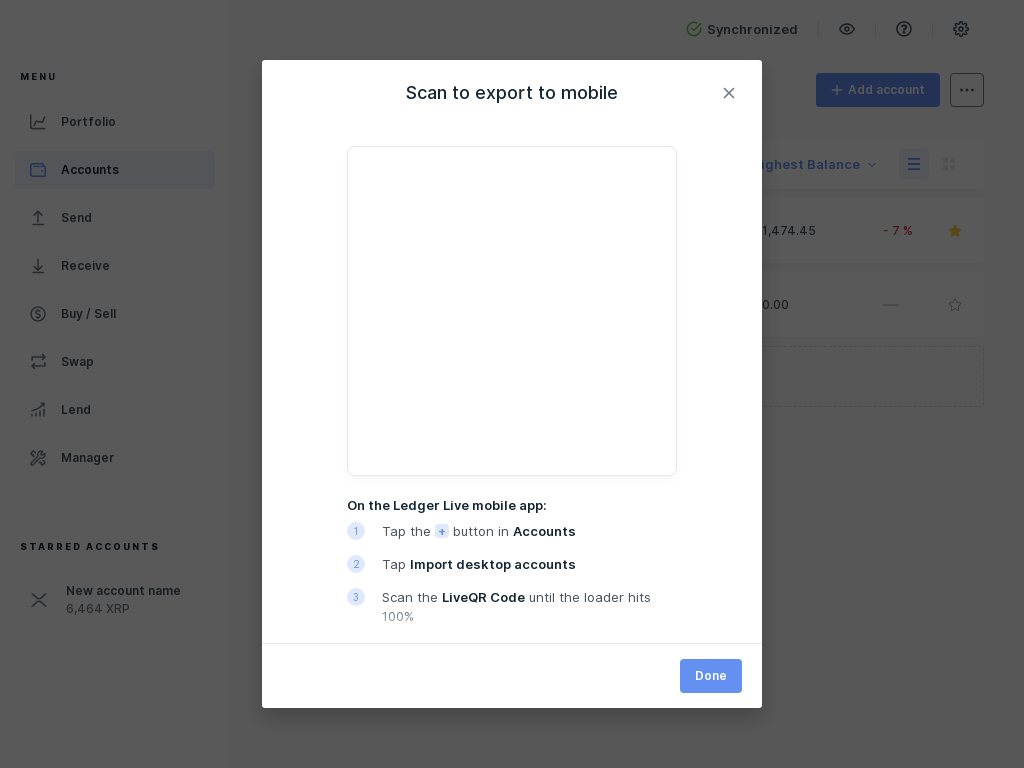 Synchronized
MENU
Portfolio
Accounts
Send
Receive
Buy / Sell
Swap
Lend
Manager
STARRED ACCOUNTS
New account name
6,464 XRP
+ Add account
Balance
1,474.45
- 7 %
0.00
—
Scan to export to mobile
On the Ledger Live mobile app:
1 Tap the + button in Accounts
2 Tap Import desktop accounts
3 Scan the LiveQR Code until the loader hits
100%
Done